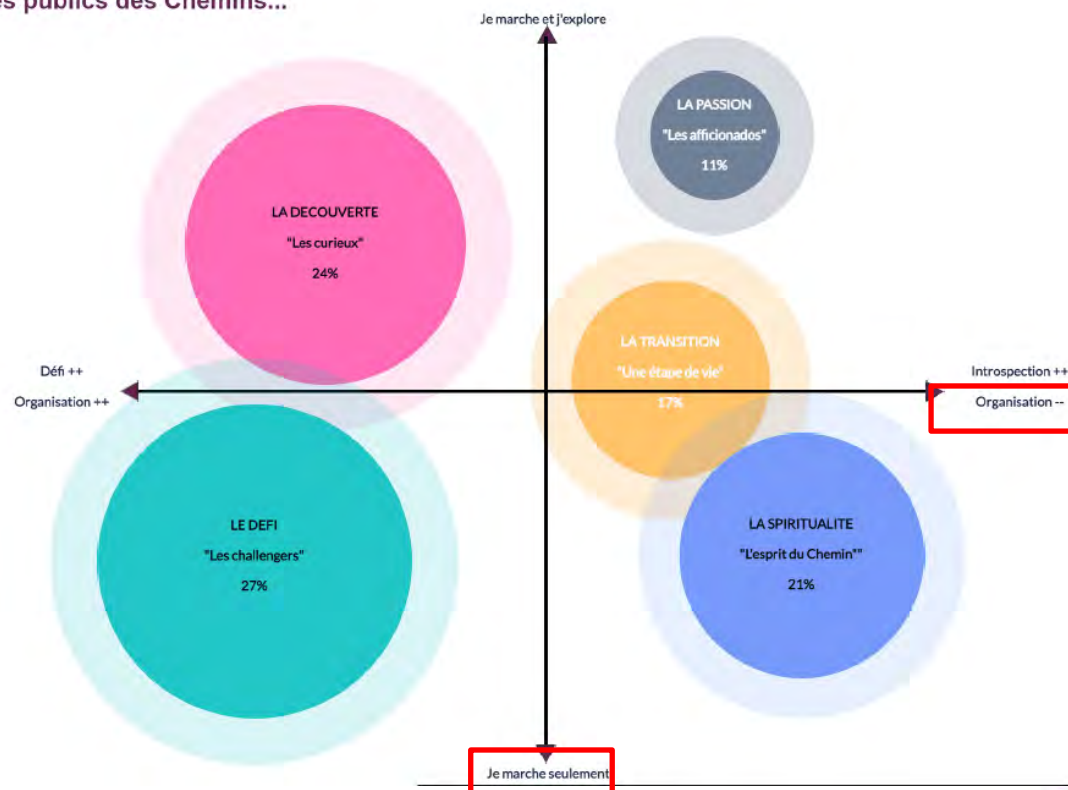 es publics des Chemins...
Je marche et j'explore
LA PASSION
"Les afficionados"
11%
LA DECOUVERTE
"Les curieux"
24%
LA TRANSITION
"Une étape de vie"
17%
Défi ++
Organisation ++
Introspection ++
Organisation --
LE DEFI
"Les challengers"
27%
LA SPIRITUALITE
"L'esprit du Chemin""
21%
Je marche seulement